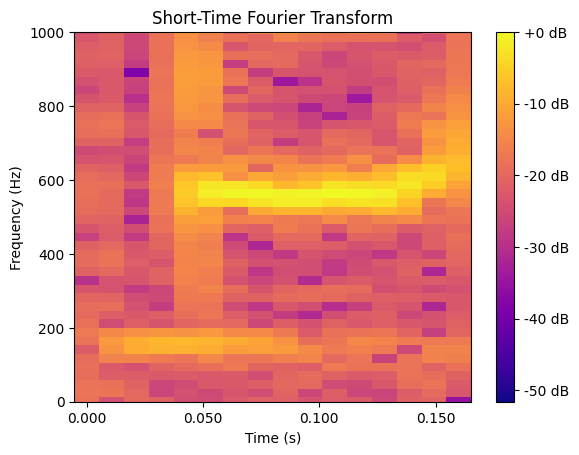 Short-Time Fourier Transform
1000
800
600
400
200
0
Frequency (Hz)
0.000
0.050
0.100
0.150
Time (s)
+0 dB
-10 dB
-20 dB
-30 dB
-40 dB
-50 dB